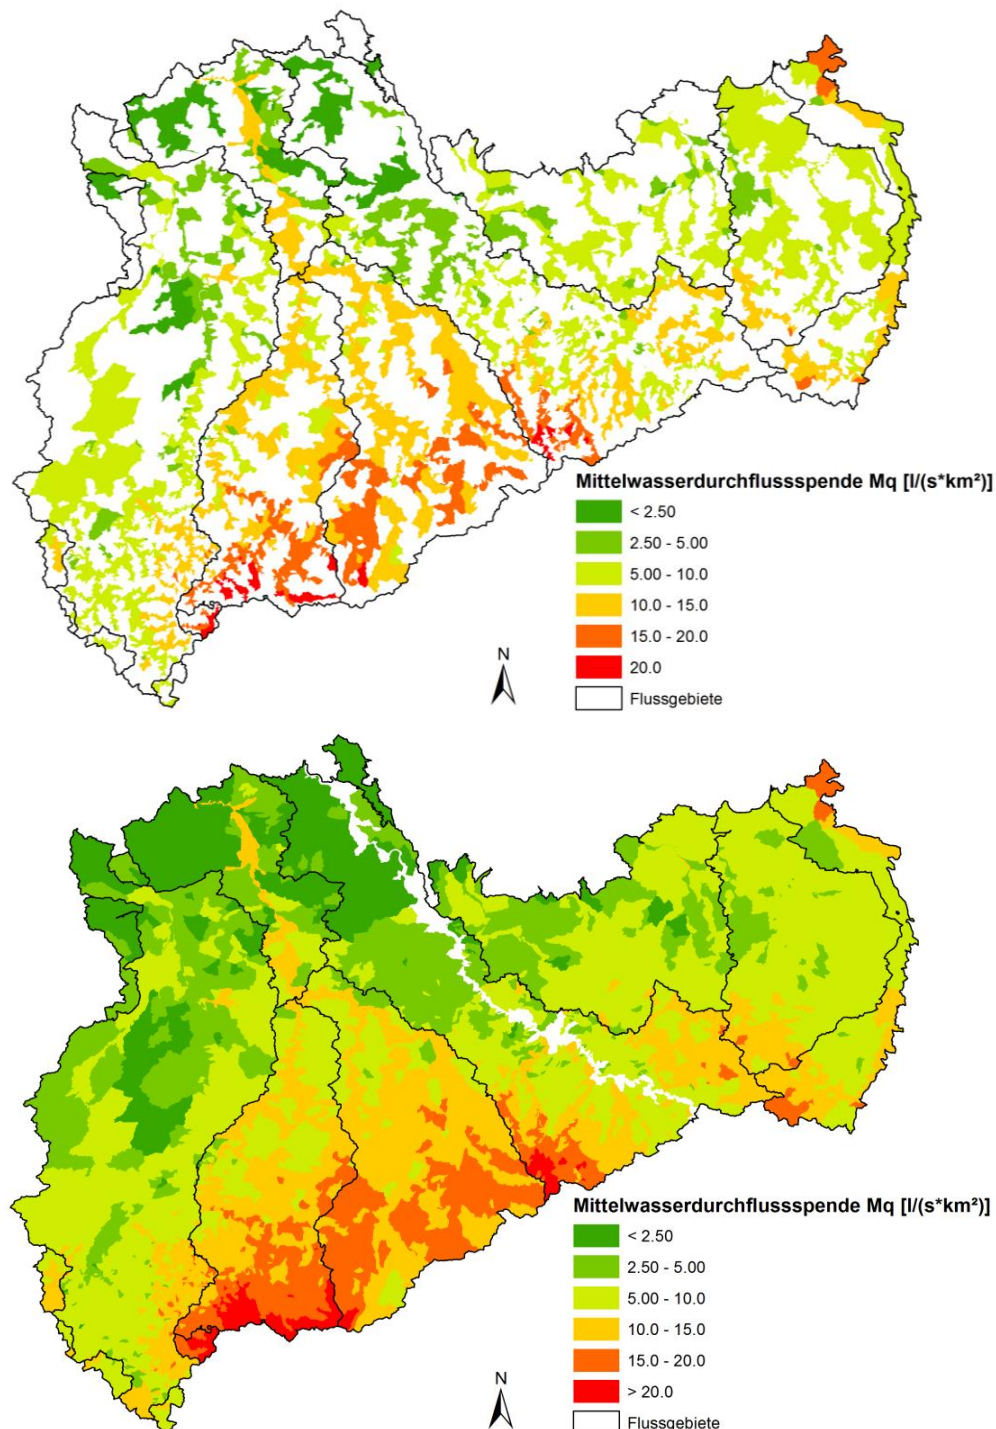 Mittelwasserdurchflussspende Mq [l/(s*km²)]
< 2.50
2.50 - 5.00
5.00 - 10.0
10.0 - 15.0
15.0 - 20.0
20.0
N
Flussgebiete
Mittelwasserdurchflussspende Mq [l/(s*km²)]
< 2.50
2.50 - 5.00
5.00 - 10.0
10.0 - 15.0
15.0 - 20.0
N
> 20.0
Flussgebiete